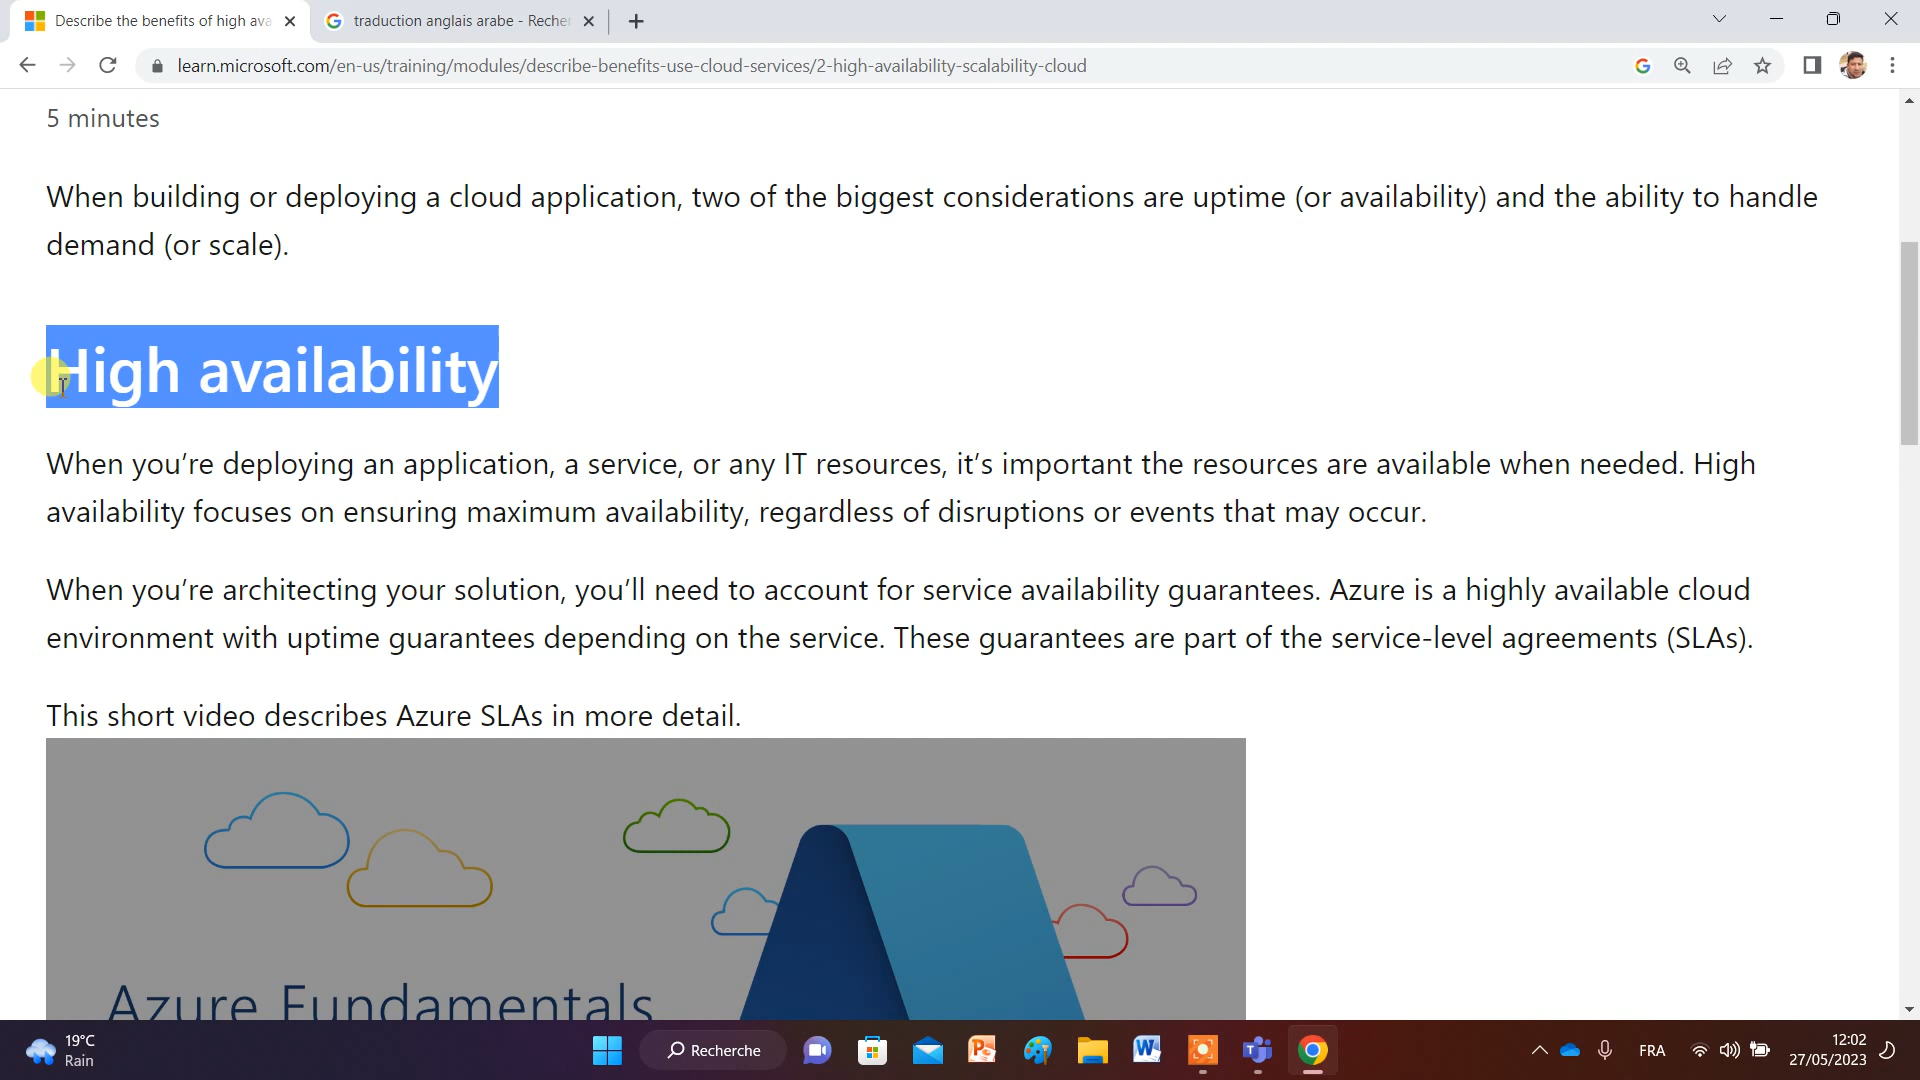 Describe the benefits of high ava
traduction anglais arabe - Recher
learn.microsoft.com/en-us/training/modules/describe-benefits-use-cloud-services/2-high-availability-scalability-cloud
5 minutes
When building or deploying a cloud application, two of the biggest considerations are uptime (or availability) and the ability to handle
demand (or scale).
High availability
When you’re deploying an application, a service, or any IT resources, it’s important the resources are available when needed. High
availability focuses on ensuring maximum availability, regardless of disruptions or events that may occur.
When you’re architecting your solution, you’ll need to account for service availability guarantees. Azure is a highly available cloud
environment with uptime guarantees depending on the service. These guarantees are part of the service-level agreements (SLAs).
This short video describes Azure SLAs in more detail.
Azure Fundamentals
19°C
Rain
Recherche
FRA
12:02
27/05/2023